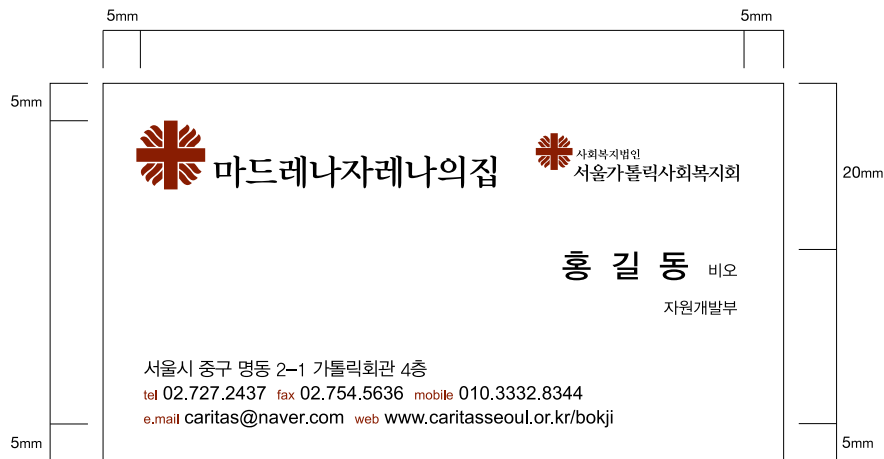 5mm 5mm
5mm
마드레나자레나의집
사회복지법인
서울가톨릭사회복지회
20mm
홍 길 동 비오
자원개발부
서울시 중구 명동 2-1 가톨릭회관 4층
tel 02.727.2437 fax 02.754.5636 mobile 010.3332.8344
e.mail caritas@naver.com web www.caritasseoul.or.kr/bokji
5mm 5mm